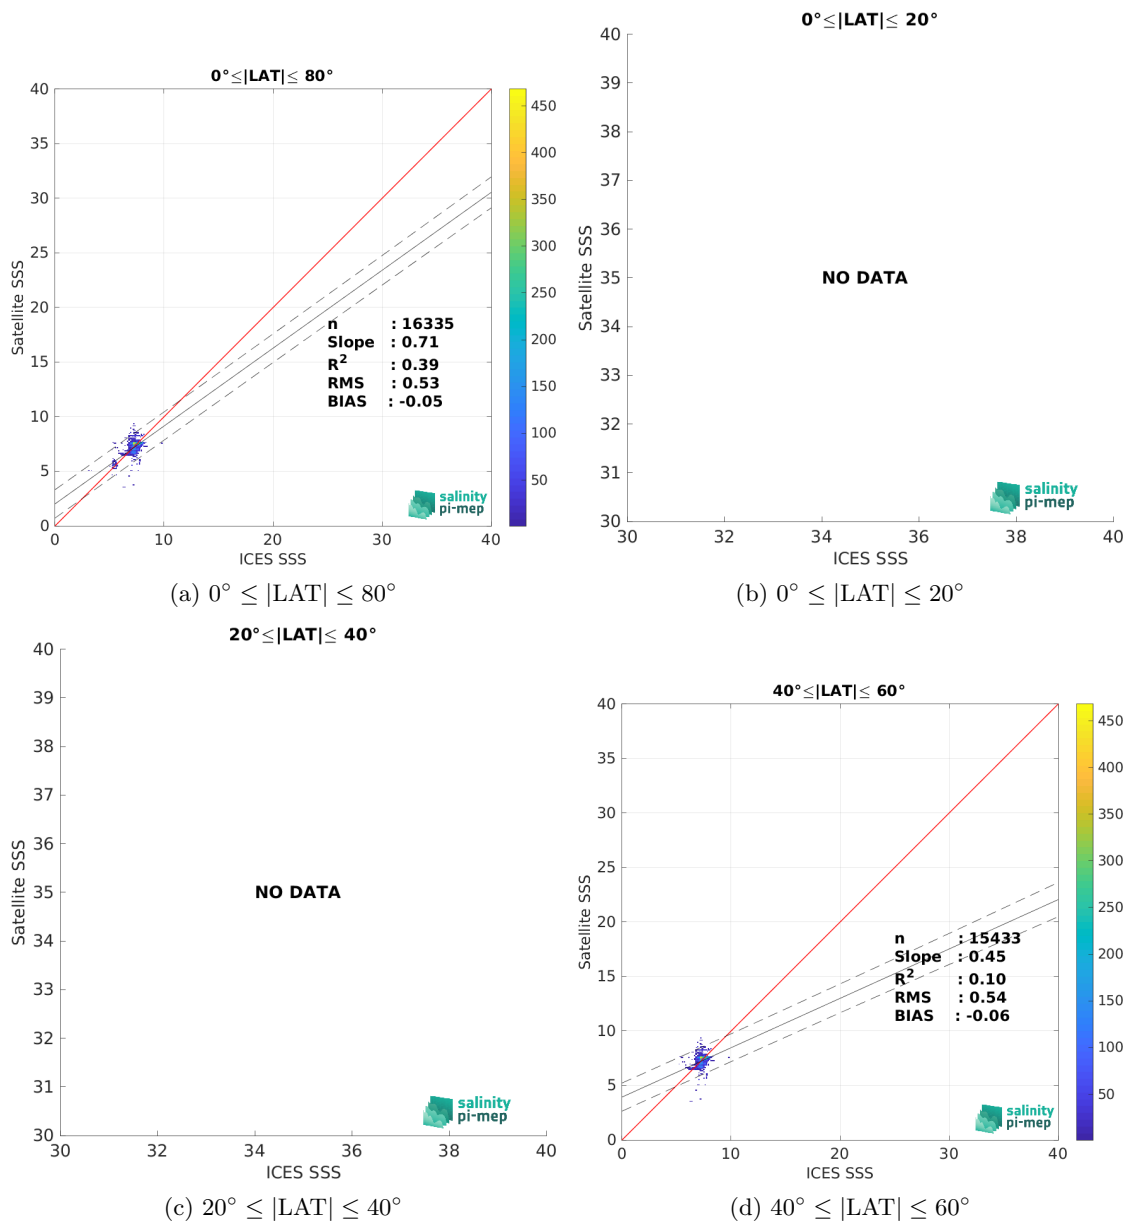 0°≤|LAT|≤ 80°
40
35
30
25
20
15
10
5
0
0
10
20
30
40
Satellite SSS
ICES SSS
n : 16335
Slope : 0.71
R² : 0.39
RMS : 0.53
BIAS : -0.05
salinity
pi-mep
450
400
350
300
250
200
150
100
50
(a) 0° ≤ |LAT| ≤ 80°
0°≤|LAT|≤ 20°
40
39
38
37
36
35
34
33
32
31
30
30
32
34
36
38
40
Satellite SSS
ICES SSS
NO DATA
salinity
pi-mep
(b) 0° ≤ |LAT| ≤ 20°
20°≤|LAT|≤ 40°
40
39
38
37
36
35
34
33
32
31
30
30
32
34
36
38
40
Satellite SSS
ICES SSS
NO DATA
salinity
pi-mep
(c) 20° ≤ |LAT| ≤ 40°
40°≤|LAT|≤ 60°
40
35
30
25
20
15
10
5
0
0
10
20
30
40
Satellite SSS
ICES SSS
n : 15433
Slope : 0.45
R² : 0.10
RMS : 0.54
BIAS : -0.06
salinity
pi-mep
450
400
350
300
250
200
150
100
50
(d) 40° ≤ |LAT| ≤ 60°